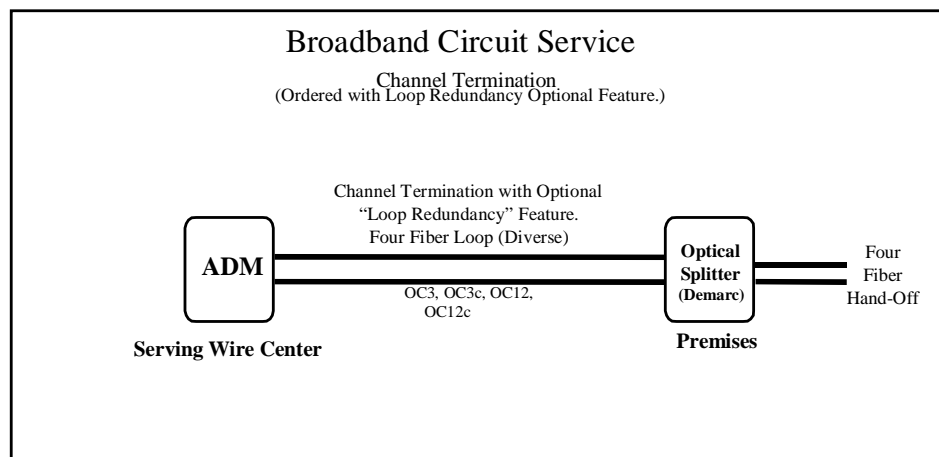 Broadband Circuit Service
Channel Termination
(Ordered with Loop Redundancy Optional Feature.)
Channel Termination with Optional
“Loop Redundancy” Feature.
Four Fiber Loop (Diverse)
ADM
OC3, OC3c, OC12,
OC12c
Serving Wire Center
Optical
Splitter
(Demarc)
Premises
Four
Fiber
Hand-Off